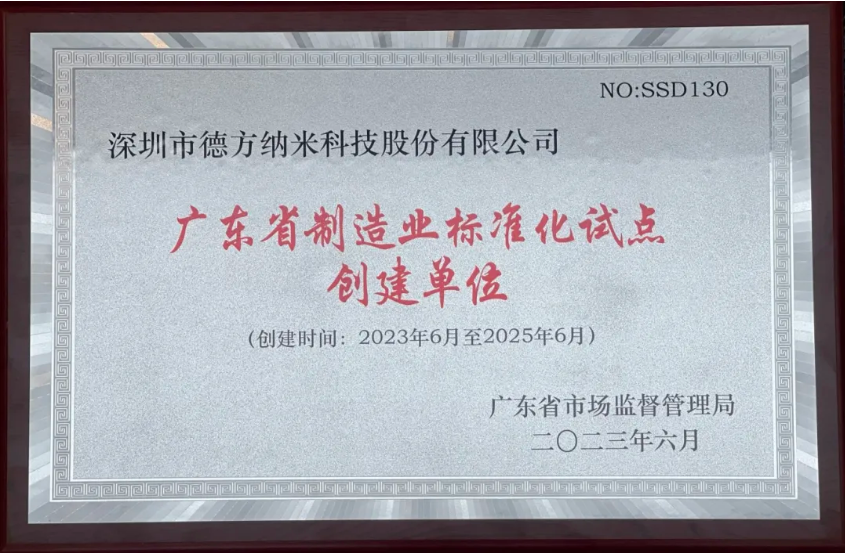 NO:SSD130
深圳市德方纳米科技股份有限公司
广东省制造业标准化试点
创建单位
（创建时间：2023年6月至2025年6月）
广东省市场监督管理局
二〇二三年六月